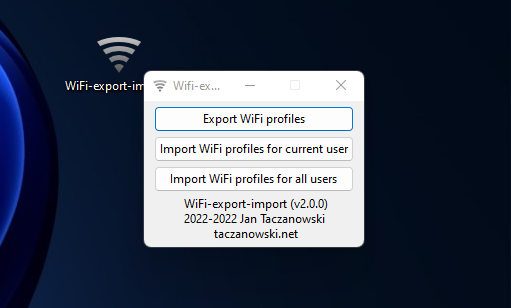 WiFi-export-im
Wifi-ex...
Export WiFi profiles
Import WiFi profiles for current user
Import WiFi profiles for all users
WiFi-export-import (v2.0.0)
2022-2022 Jan Taczanowski
taczanowski.net